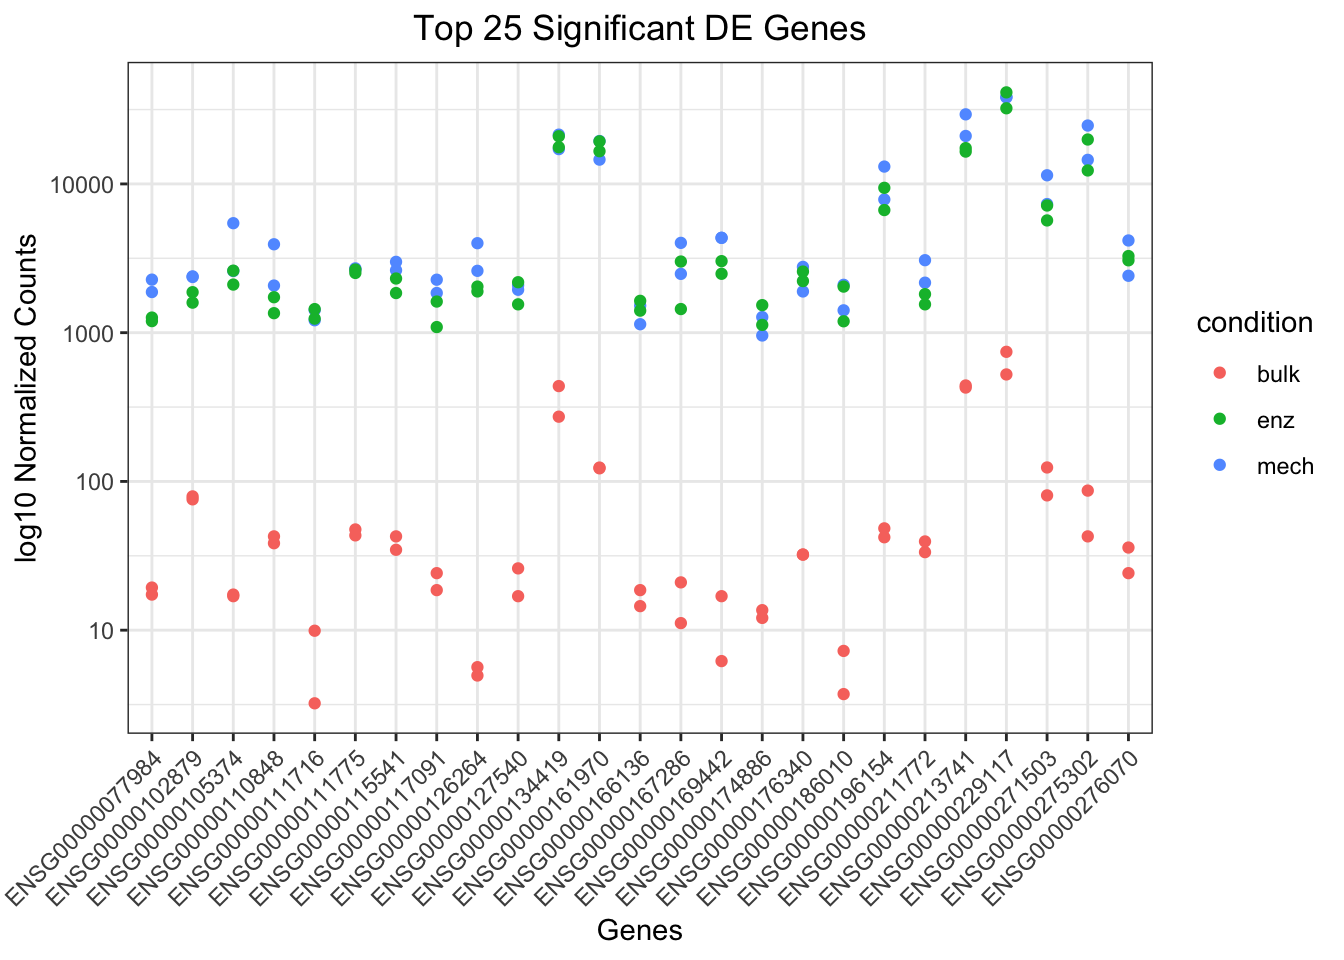 Top 25 Significant DE Genes
log10 Normalized Counts
10000
1000
100
10
ENSG00000077984
ENSG00000102879
ENSG00000105374
ENSG00000110848
ENSG00000111716
ENSG00000111775
ENSG00000115541
ENSG00000117091
ENSG00000126264
ENSG00000127540
ENSG00000134419
ENSG00000161970
ENSG00000166136
ENSG00000167286
ENSG00000169442
ENSG00000174886
ENSG00000176340
ENSG00000186010
ENSG00000196154
ENSG00000211772
ENSG00000213741
ENSG00000229117
ENSG00000271503
ENSG00000275302
ENSG00000276070
Genes
condition
bulk
enz
mech